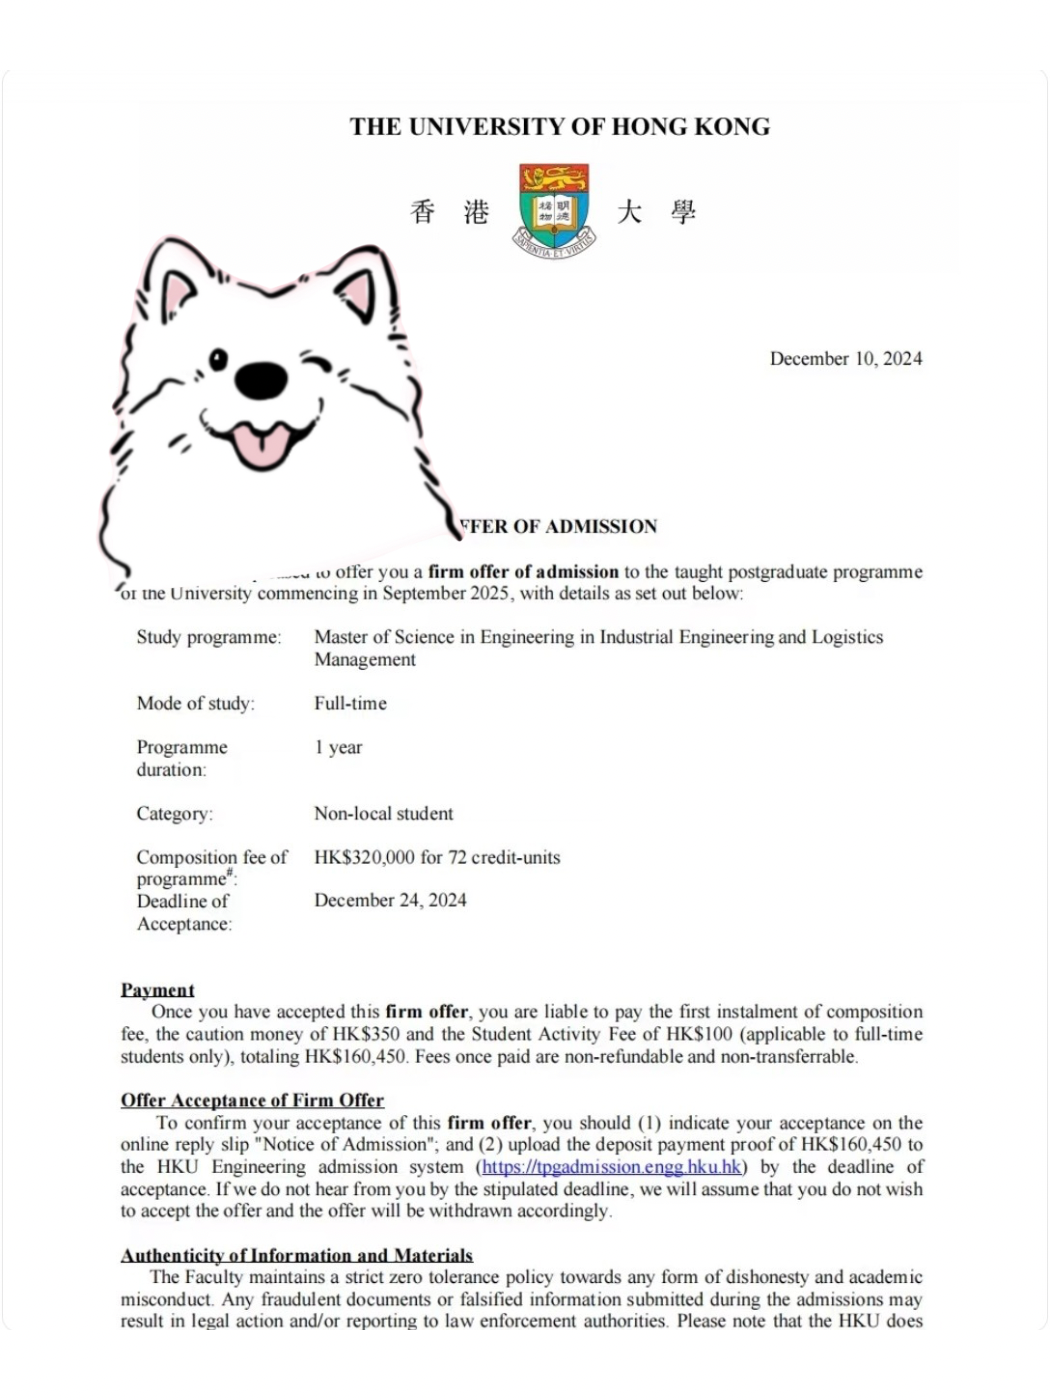 THE UNIVERSITY OF HONG KONG
香 港 大 學
SAPIENTIA ET VIRTUS
December 10, 2024
FFER OF ADMISSION
to offer you a firm offer of admission to the taught postgraduate programme
of the University commencing in September 2025, with details as set out below:
Study programme: Master of Science in Engineering in Industrial Engineering and Logistics
Management
Mode of study: Full-time
Programme duration: 1 year
Category: Non-local student
Composition fee of programme#: HK$320,000 for 72 credit-units
Deadline of Acceptance: December 24, 2024
Payment
Once you have accepted this firm offer, you are liable to pay the first instalment of composition
fee, the caution money of HK$350 and the Student Activity Fee of HK$100 (applicable to full-time
students only), totaling HK$160,450. Fees once paid are non-refundable and non-transferrable.
Offer Acceptance of Firm Offer
To confirm your acceptance of this firm offer, you should (1) indicate your acceptance on the
online reply slip "Notice of Admission"; and (2) upload the deposit payment proof of HK$160,450 to
the HKU Engineering admission system (https://tpgadmission.engg.hku.hk) by the deadline of
acceptance. If we do not hear from you by the stipulated deadline, we will assume that you do not wish
to accept the offer and the offer will be withdrawn accordingly.
Authenticity of Information and Materials
The Faculty maintains a strict zero tolerance policy towards any form of dishonesty and academic
misconduct. Any fraudulent documents or falsified information submitted during the admissions may
result in legal action and/or reporting to law enforcement authorities. Please note that the HKU does